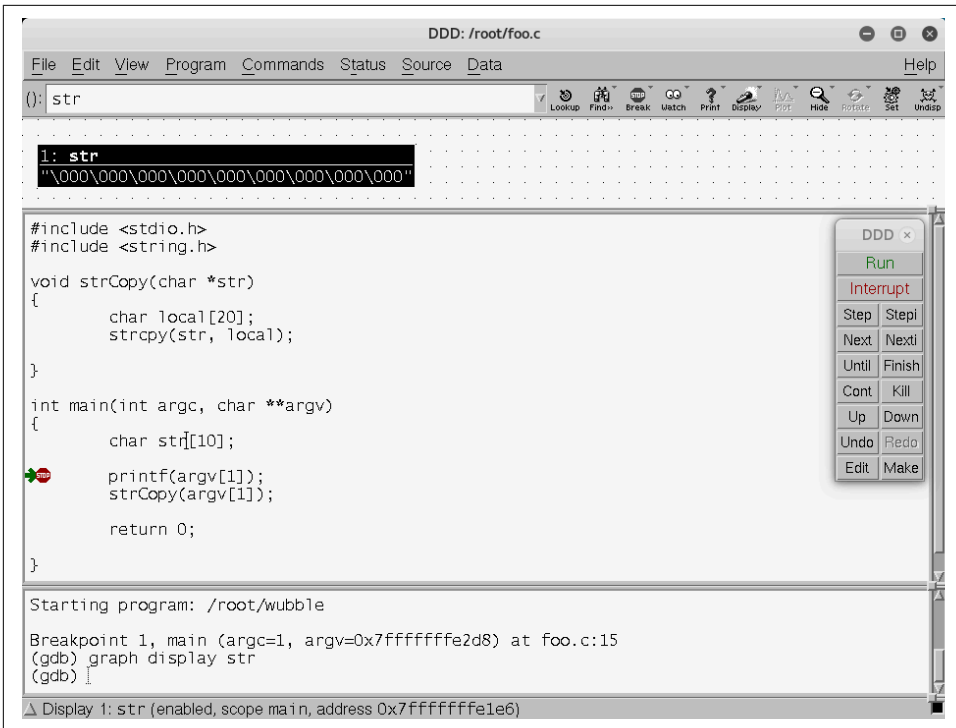 DDD: /root/foo.c
File Edit View Program Commands Status Source Data Help
(): str
Lookup Find» Break Watch Print Display Plot Hide Rotate Set Undisp
1: str
"\000\000\000\000\000\000\000\000\000"
#include <stdio.h>
#include <string.h>
void strCopy(char *str)
{
char local[20];
strcpy(str, local);
}
int main(int argc, char **argv)
{
char str[10];
STOP
printf(argv[1]);
strCopy(argv[1]);
return 0;
}
DDD
Run
Interrupt
Step Stepi
Next Nexti
Until Finish
Cont Kill
Up Down
Undo Redo
Edit Make
Starting program: /root/wubble
Breakpoint 1, main (argc=1, argv=0x7fffffffe2d8) at foo.c:15
(gdb) graph display str
(gdb)
Display 1: str (enabled, scope main, address 0x7fffffffe1e6)